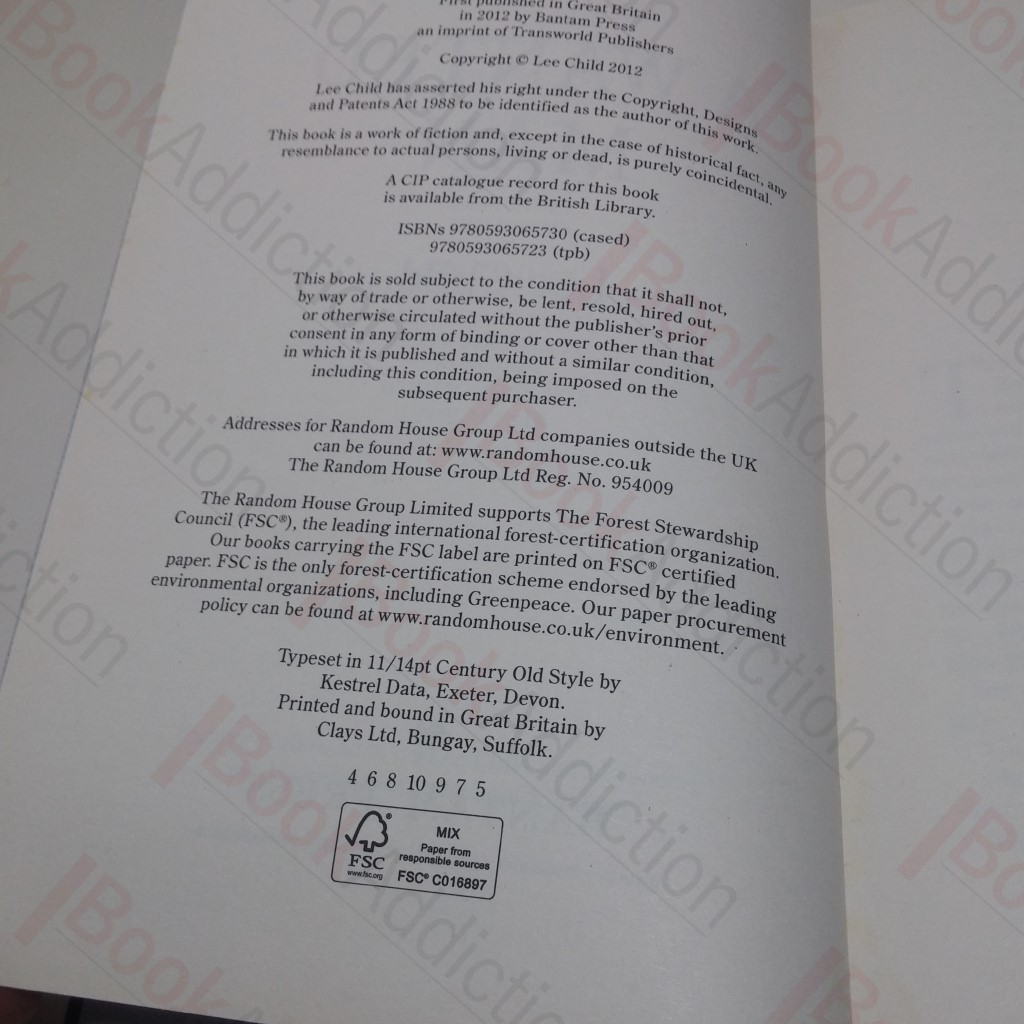 First published in Great Britain
in 2012 by Bantam Press
an imprint of Transworld Publishers
Copyright © Lee Child 2012
Lee Child has asserted his right under the Copyright, Designs
and Patents Act 1988 to be identified as the author of this work.
This book is a work of fiction and, except in the case of historical fact, any
resemblance to actual persons, living or dead, is purely coincidental.
A CIP catalogue record for this book
is available from the British Library.
ISBNs 9780593065730 (cased)
9780593065723 (tpb)
This book is sold subject to the condition that it shall not,
by way of trade or otherwise, be lent, resold, hired out,
or otherwise circulated without the publisher's prior
consent in any form of binding or cover other than that
in which it is published and without a similar condition,
including this condition, being imposed on the
subsequent purchaser.
Addresses for Random House Group Ltd companies outside the UK
can be found at: www.randomhouse.co.uk
The Random House Group Ltd Reg. No. 954009
The Random House Group Limited supports The Forest Stewardship
Council (FSC®), the leading international forest-certification organization.
Our books carrying the FSC label are printed on FSC® certified
paper. FSC is the only forest-certification scheme endorsed by the leading
environmental organizations, including Greenpeace. Our paper procurement
policy can be found at www.randomhouse.co.uk/environment.
Typeset in 11/14pt Century Old Style by
Kestrel Data, Exeter, Devon.
Printed and bound in Great Britain by
Clays Ltd, Bungay, Suffolk.
4 6 8 10 9 7 5
FSC
www.fsc.org
MIX
Paper from
responsible sources
FSC® C016897
BookAddiction